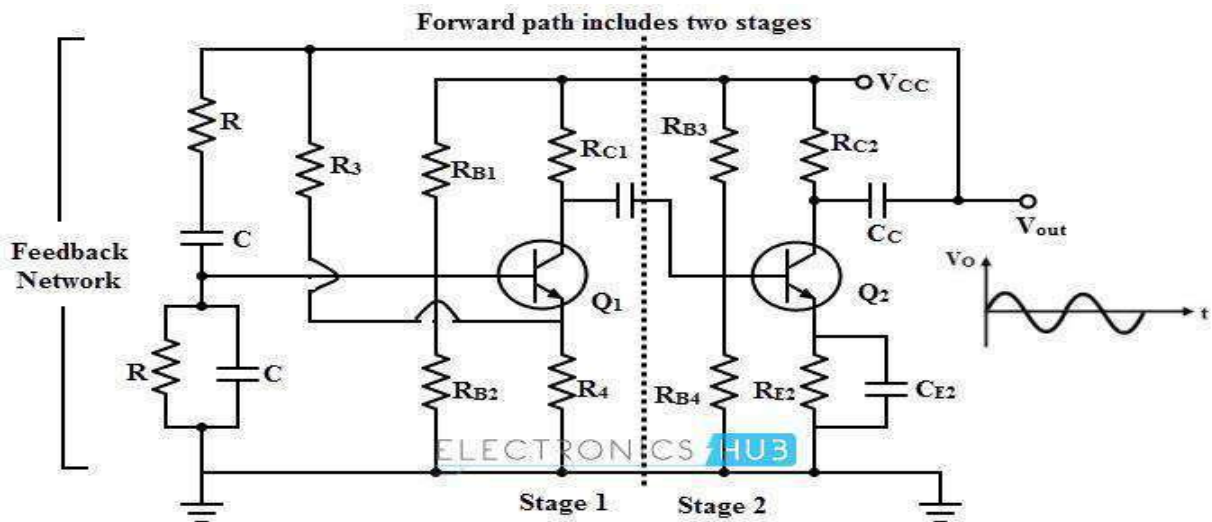 Forward path includes two stages
VCC
R
R3
RB1
RC1
RB3
RC2
Feedback
Network
C
CC
Vout
VO
t
Q1
Q2
R
C
RB2
R4
RB4
RE2
CE2
ELECTRONICS HUB
Stage 1
Stage 2